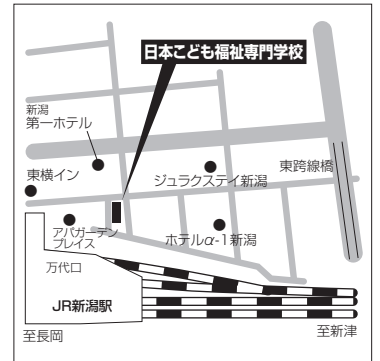 日本こども福祉専門学校
新潟
第一ホテル
東横イン
ジュラクステイ新潟
東跨線橋
アパガーデン
プレイス
ホテルα-1新潟
万代口
JR新潟駅
至長岡
至新津